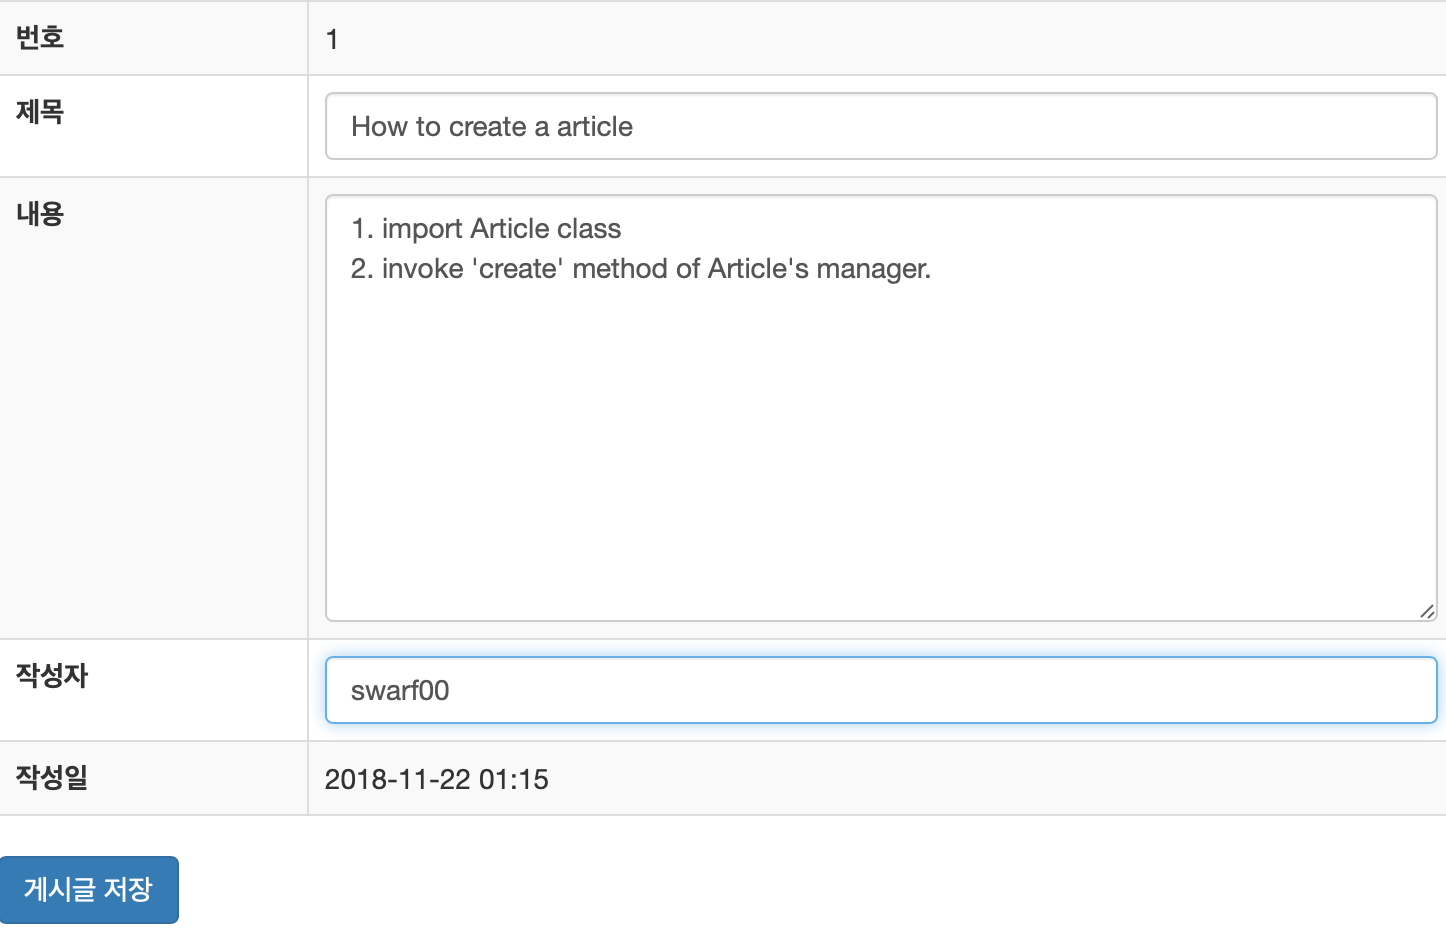 번호
1
제목
How to create a article
내용
1. import Article class
2. invoke 'create' method of Article's manager.
작성자
swarf00
작성일
2018-11-22 01:15
게시글 저장